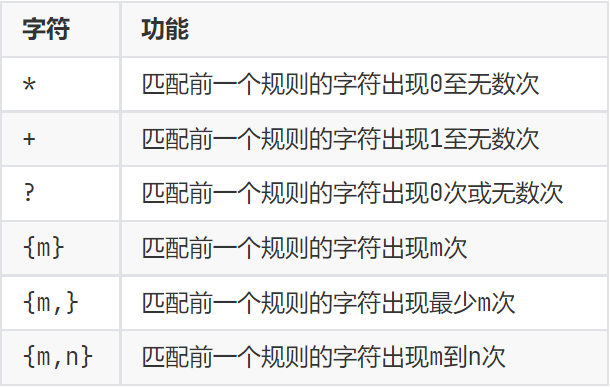 字符 功能
* 匹配前一个规则的字符出现0至无数次
+ 匹配前一个规则的字符出现1至无数次
? 匹配前一个规则的字符出现0次或无数次
{m} 匹配前一个规则的字符出现m次
{m,} 匹配前一个规则的字符出现最少m次
{m,n} 匹配前一个规则的字符出现m到n次